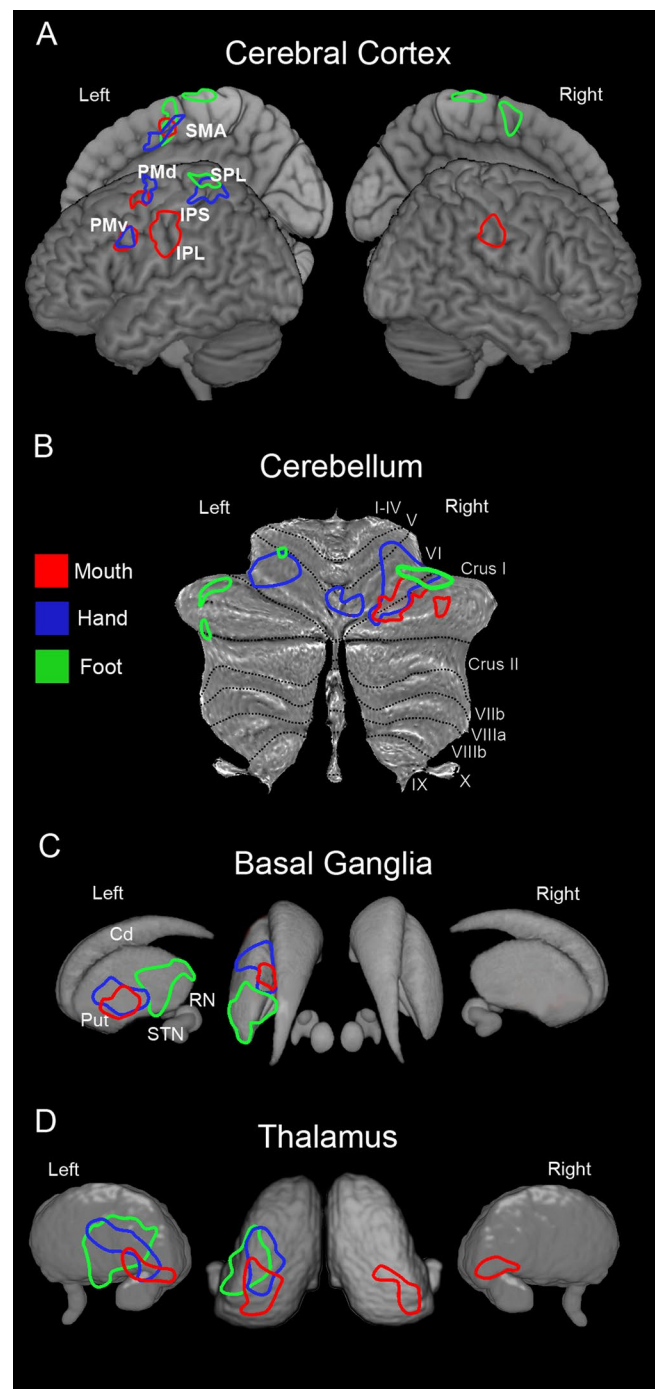 A
Cerebral Cortex
Left
Right
SMA
PMd
SPL
IPS
PMv
IPL
B
Cerebellum
Left
I-IV
Right
V
VI
Crus I
Mouth
Hand
Foot
Crus II
VIIb
VIIIa
VIIIb
IX
X
C
Basal Ganglia
Left
Right
Cd
RN
Put
STN
D
Thalamus
Left
Right